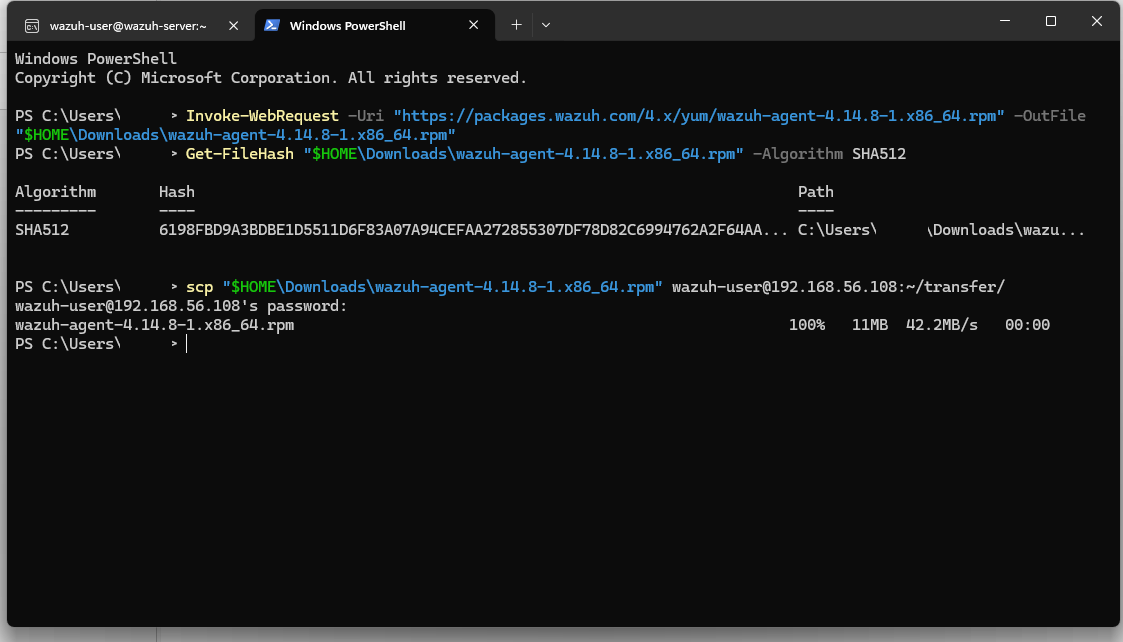 wazuh-user@wazuh-server:~
Windows PowerShell
Windows PowerShell
Copyright (C) Microsoft Corporation. All rights reserved.
PS C:\Users\ > Invoke-WebRequest -Uri "https://packages.wazuh.com/4.x/yum/wazuh-agent-4.14.8-1.x86_64.rpm" -OutFile
"$HOME\Downloads\wazuh-agent-4.14.8-1.x86_64.rpm"
PS C:\Users\ > Get-FileHash "$HOME\Downloads\wazuh-agent-4.14.8-1.x86_64.rpm" -Algorithm SHA512
Algorithm Hash Path
--------- ---- ----
SHA512 6198FBD9A3BDBE1D5511D6F83A07A94CEFAA272855307DF78D82C6994762A2F64AA... C:\Users\ \Downloads\wazu...
PS C:\Users\ > scp "$HOME\Downloads\wazuh-agent-4.14.8-1.x86_64.rpm" wazuh-user@192.168.56.108:~/transfer/
wazuh-user@192.168.56.108's password:
wazuh-agent-4.14.8-1.x86_64.rpm 100% 11MB 42.2MB/s 00:00
PS C:\Users\ >